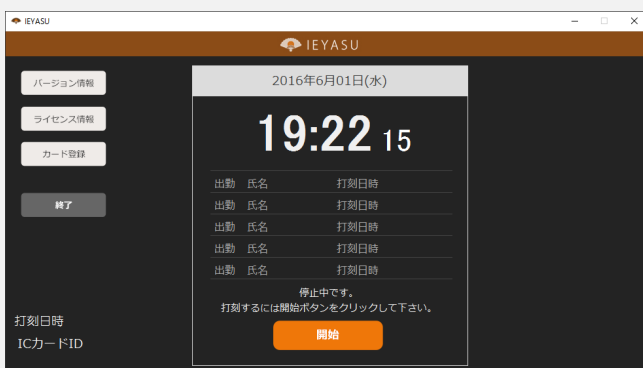 IEYASU
IEYASU
バージョン情報
ライセンス情報
カード登録
終了
打刻日時
ICカードID
2016年6月01日(水)
19:22 15
出勤 氏名 打刻日時
出勤 氏名 打刻日時
出勤 氏名 打刻日時
出勤 氏名 打刻日時
出勤 氏名 打刻日時
停止中です。
打刻するには開始ボタンをクリックして下さい。
開始